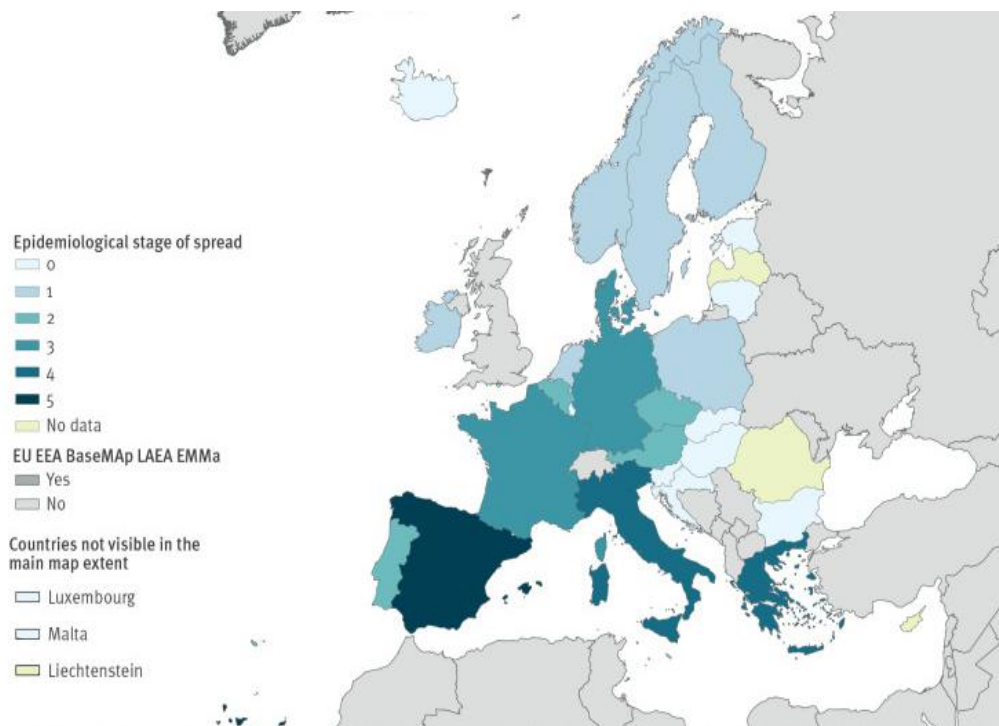 Epidemiological stage of spread
0
1
2
3
4
5
No data
EU EEA BaseMAp LAEA EMMa
Yes
No
Countries not visible in the
main map extent
Luxembourg
Malta
Liechtenstein